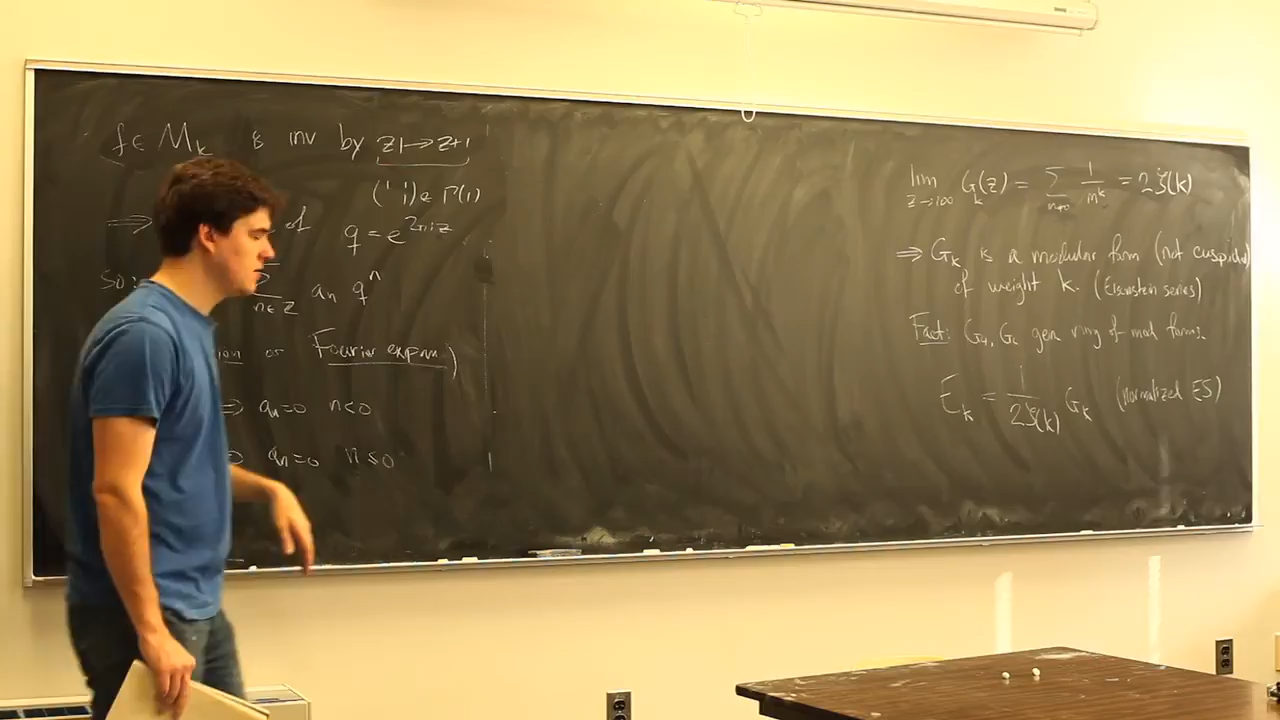 f ∈ M_k is inv by z ↦ z+1
(1 1) ∈ Γ(1)
⟹ of q = e^{2πiz}
So: Σ_{n∈Z} a_n q^n
or Fourier expan)
⟹ a_n=0 n<0
a_n=0 n≤0
lim_{z→i∞} G_k(z) = Σ_{n≠0} 1/m^k = 2ζ(k)
⟹ G_k is a modular form (not cuspidal)
of weight k. (Eisenstein series)
Fact: G_4, G_6 gen ring of mod forms.
E_k = 1/2ζ(k) G_k (normalized ES)